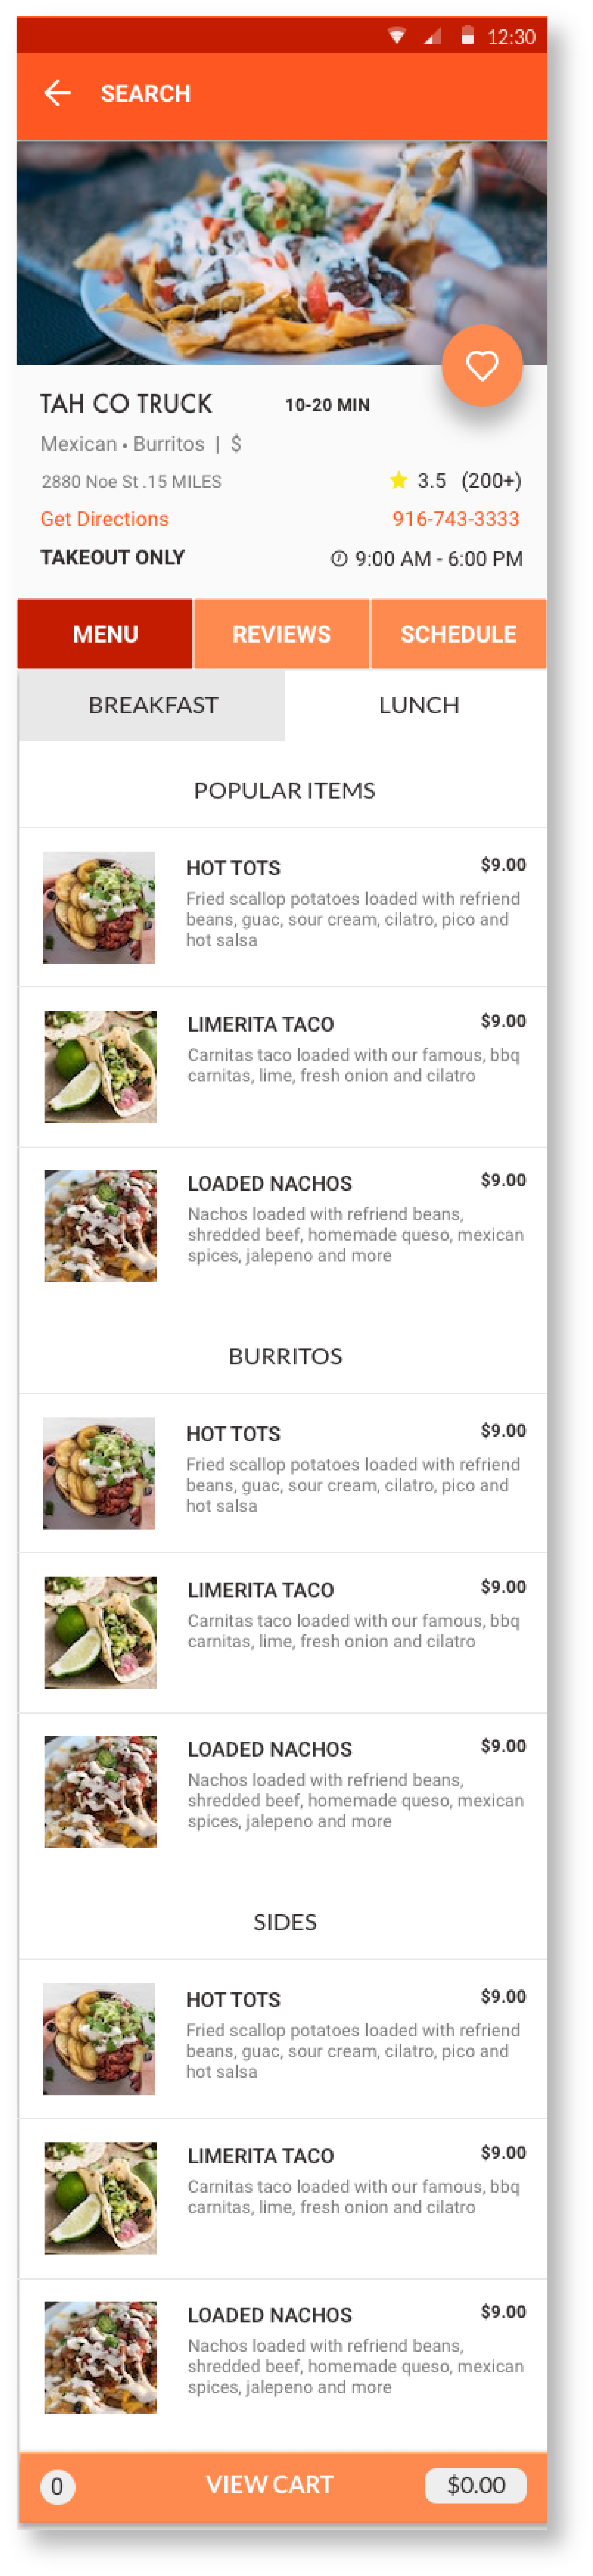 12:30
SEARCH
TAH CO TRUCK 10-20 MIN
Mexican • Burritos | $
2880 Noe St .15 MILES 3.5 (200+)
Get Directions 916-743-3333
TAKEOUT ONLY 9:00 AM - 6:00 PM
MENU REVIEWS SCHEDULE
BREAKFAST LUNCH
POPULAR ITEMS
HOT TOTS $9.00
Fried scallop potatoes loaded with refriend
beans, guac, sour cream, cilatro, pico and
hot salsa
LIMERITA TACO $9.00
Carnitas taco loaded with our famous, bbq
carnitas, lime, fresh onion and cilatro
LOADED NACHOS $9.00
Nachos loaded with refriend beans,
shredded beef, homemade queso, mexican
spices, jalepeno and more
BURRITOS
HOT TOTS $9.00
Fried scallop potatoes loaded with refriend
beans, guac, sour cream, cilatro, pico and
hot salsa
LIMERITA TACO $9.00
Carnitas taco loaded with our famous, bbq
carnitas, lime, fresh onion and cilatro
LOADED NACHOS $9.00
Nachos loaded with refriend beans,
shredded beef, homemade queso, mexican
spices, jalepeno and more
SIDES
HOT TOTS $9.00
Fried scallop potatoes loaded with refriend
beans, guac, sour cream, cilatro, pico and
hot salsa
LIMERITA TACO $9.00
Carnitas taco loaded with our famous, bbq
carnitas, lime, fresh onion and cilatro
LOADED NACHOS $9.00
Nachos loaded with refriend beans,
shredded beef, homemade queso, mexican
spices, jalepeno and more
0 VIEW CART $0.00